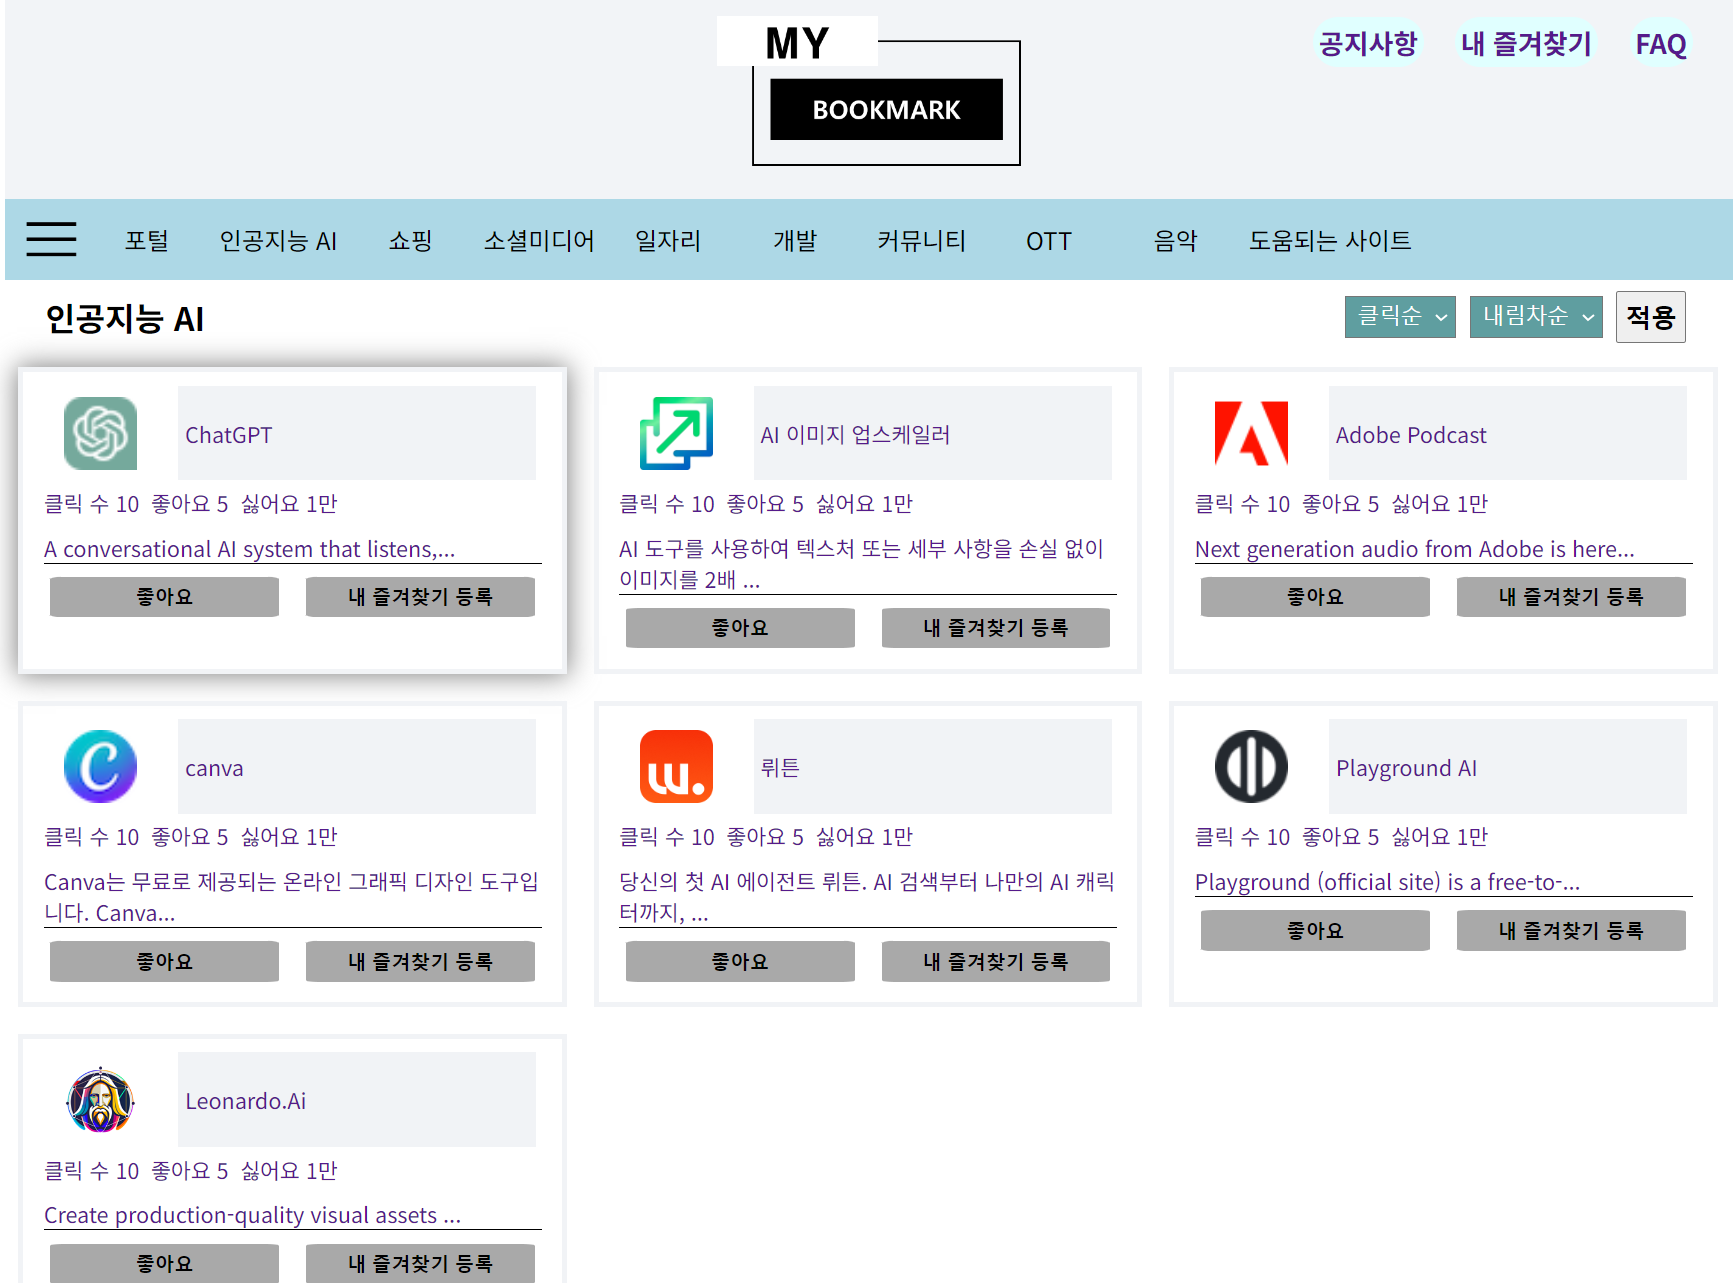 MY
BOOKMARK
공지사항 내 즐겨찾기 FAQ
포털 인공지능 AI 쇼핑 소셜미디어 일자리 개발 커뮤니티 OTT 음악 도움되는 사이트
인공지능 AI
클릭순 내림차순 적용
ChatGPT
클릭 수 10 좋아요 5 싫어요 1만
A conversational AI system that listens,...
좋아요 내 즐겨찾기 등록
AI 이미지 업스케일러
클릭 수 10 좋아요 5 싫어요 1만
AI 도구를 사용하여 텍스처 또는 세부 사항을 손실 없이
이미지를 2배 ...
좋아요 내 즐겨찾기 등록
Adobe Podcast
클릭 수 10 좋아요 5 싫어요 1만
Next generation audio from Adobe is here...
좋아요 내 즐겨찾기 등록
canva
클릭 수 10 좋아요 5 싫어요 1만
Canva는 무료로 제공되는 온라인 그래픽 디자인 도구입
니다. Canva...
좋아요 내 즐겨찾기 등록
뤼튼
클릭 수 10 좋아요 5 싫어요 1만
당신의 첫 AI 에이전트 뤼튼. AI 검색부터 나만의 AI 캐릭
터까지, ...
좋아요 내 즐겨찾기 등록
Playground AI
클릭 수 10 좋아요 5 싫어요 1만
Playground (official site) is a free-to-...
좋아요 내 즐겨찾기 등록
Leonardo.Ai
클릭 수 10 좋아요 5 싫어요 1만
Create production-quality visual assets ...
좋아요 내 즐겨찾기 등록